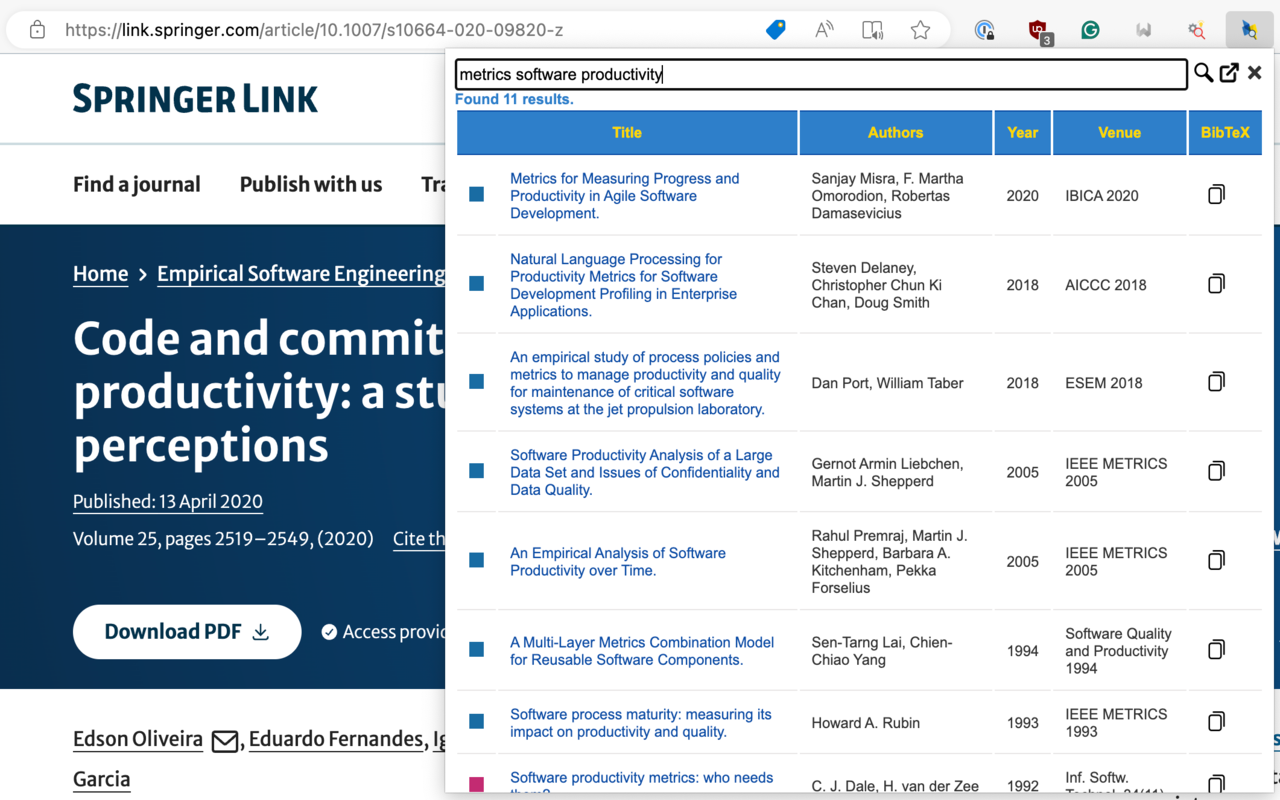 https://link.springer.com/article/10.1007/s10664-020-09820-z
3
metrics software productivity
Found 11 results.
SPRINGER LINK
Find a journal
Publish with us
Home > Empirical Software Engineering
Code and commit
productivity: a stu
perceptions
Published: 13 April 2020
Volume 25, pages 2519–2549, (2020)
Cite th
Download PDF
Access provid
Edson Oliveira
, Eduardo Fernandes,
Garcia
Title
Authors
Year
Venue
BibTeX
Metrics for Measuring Progress and
Productivity in Agile Software
Development.
Sanjay Misra, F. Martha
Omorodion, Robertas
Damasevicius
2020
IBICA 2020
Natural Language Processing for
Productivity Metrics for Software
Development Profiling in Enterprise
Applications.
Steven Delaney,
Christopher Chun Ki
Chan, Doug Smith
2018
AICCC 2018
An empirical study of process policies and
metrics to manage productivity and quality
for maintenance of critical software
systems at the jet propulsion laboratory.
Dan Port, William Taber
2018
ESEM 2018
Software Productivity Analysis of a Large
Data Set and Issues of Confidentiality and
Data Quality.
Gernot Armin Liebchen,
Martin J. Shepperd
2005
IEEE METRICS
2005
An Empirical Analysis of Software
Productivity over Time.
Rahul Premraj, Martin J.
Shepperd, Barbara A.
Kitchenham, Pekka
Forselius
2005
IEEE METRICS
2005
A Multi-Layer Metrics Combination Model
for Reusable Software Components.
Sen-Tarng Lai, Chien-
Chiao Yang
1994
Software Quality
and Productivity
1994
Software process maturity: measuring its
impact on productivity and quality.
Howard A. Rubin
1993
IEEE METRICS
1993
Software productivity metrics: who needs
them?
C. J. Dale, H. van der Zee
1992
Inf. Softw.